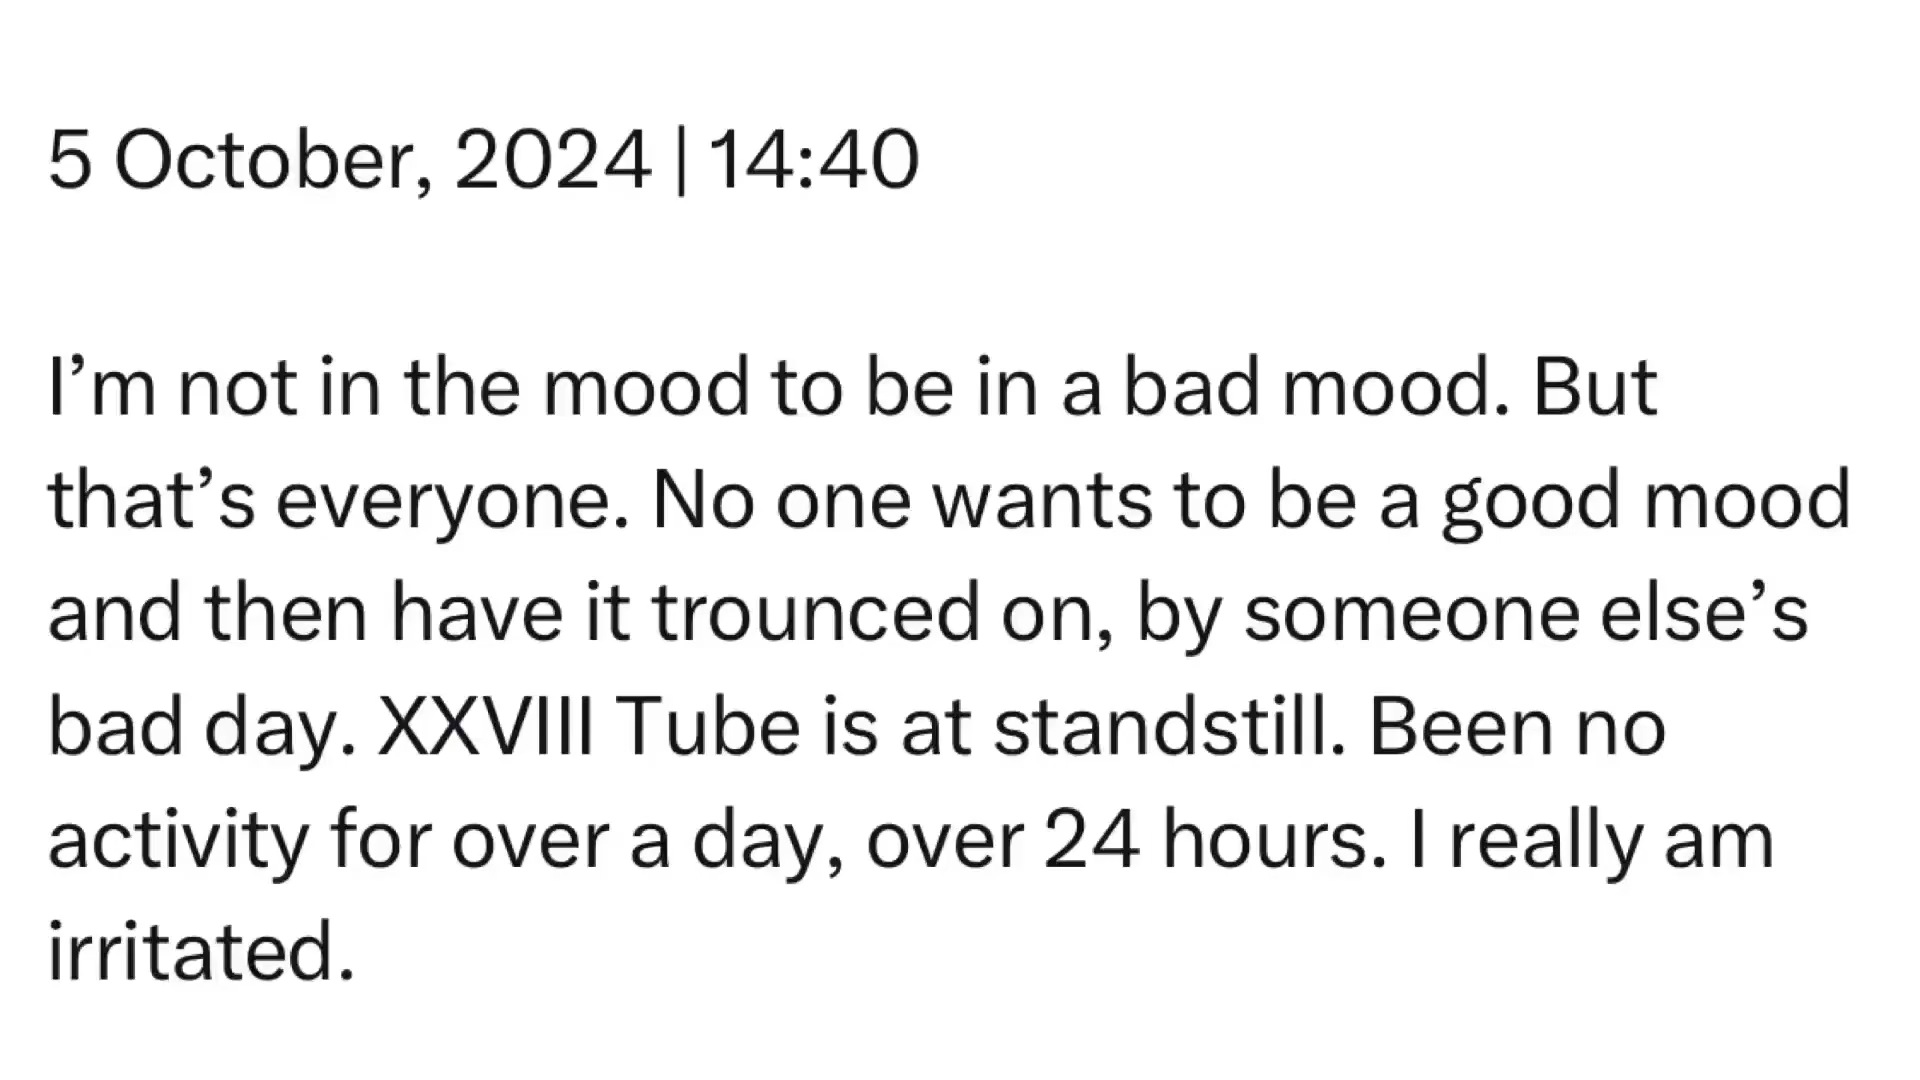 5 October, 2024 | 14:40
I’m not in the mood to be in a bad mood. But
that’s everyone. No one wants to be a good mood
and then have it trounced on, by someone else’s
bad day. XXVIII Tube is at standstill. Been no
activity for over a day, over 24 hours. I really am
irritated.